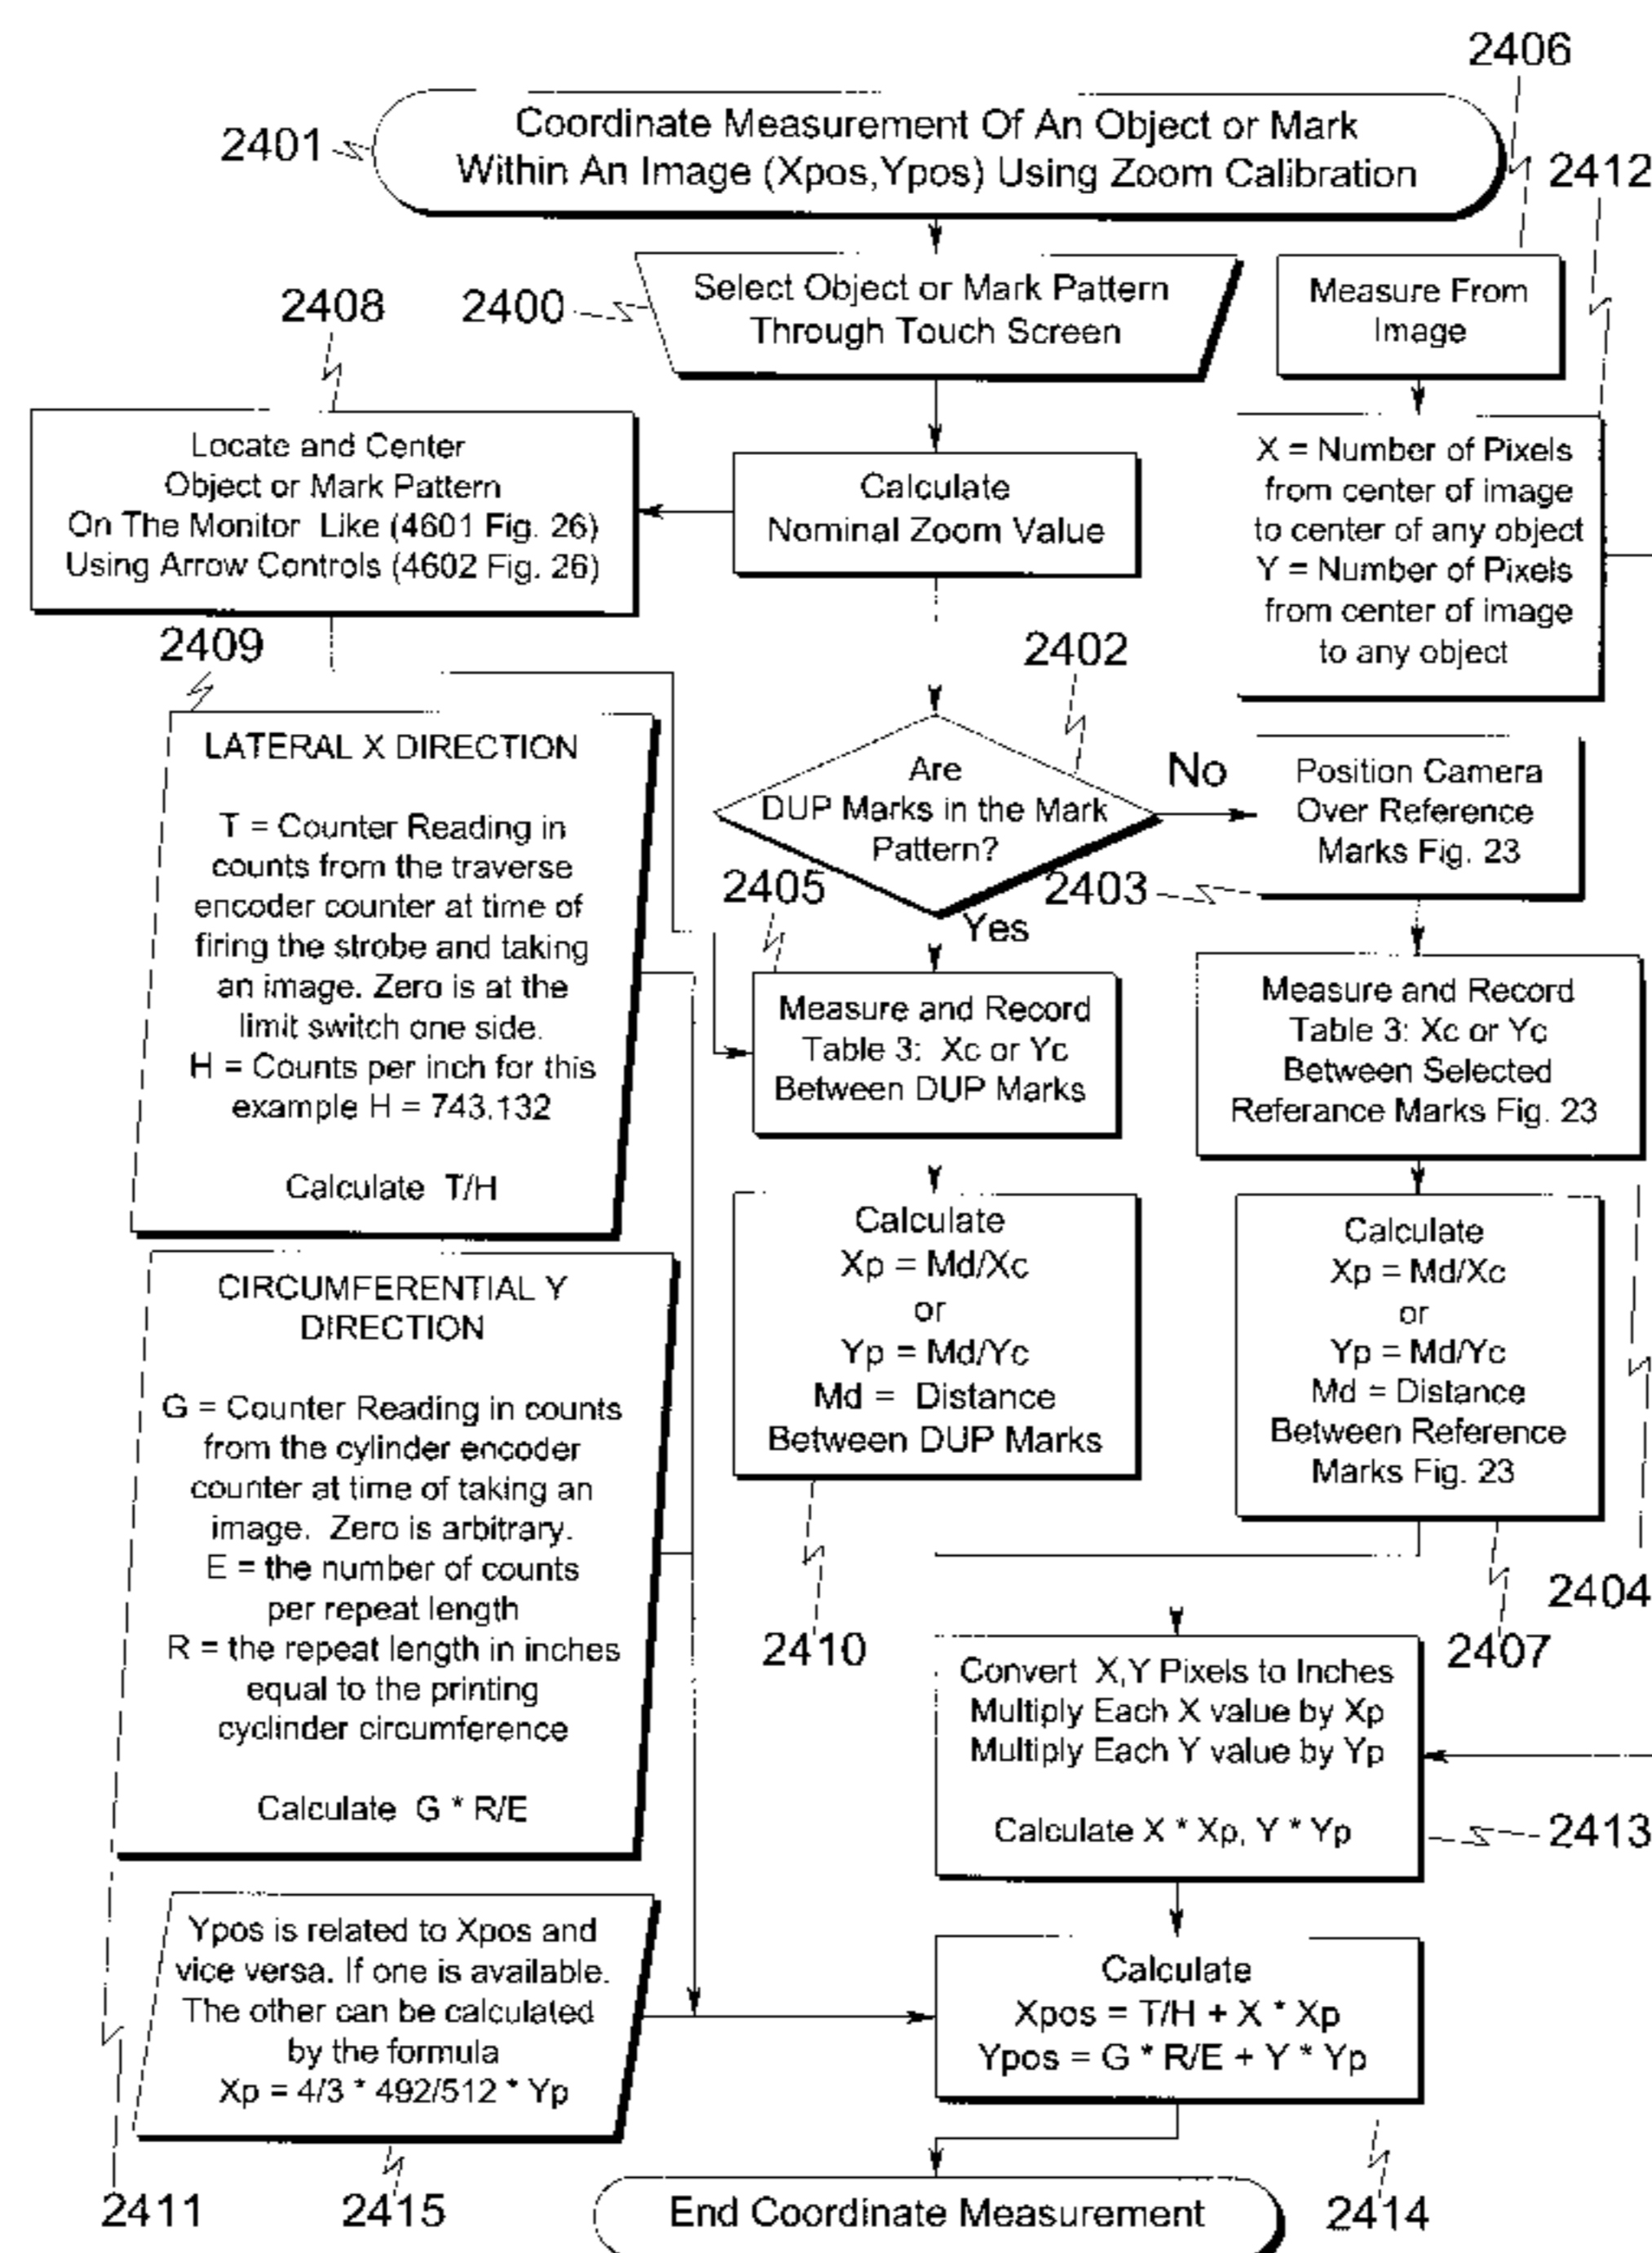 2406
2401
Coordinate Measurement Of An Object or Mark
Within An Image (Xpos,Ypos) Using Zoom Calibration
2412
2408
2400
Select Object or Mark Pattern
Through Touch Screen
Measure From
Image
Locate and Center
Object or Mark Pattern
On The Monitor Like (4601 Fig. 26)
Using Arrow Controls (4602 Fig. 26)
Calculate
Nominal Zoom Value
X = Number of Pixels
from center of image
to center of any object
Y = Number of Pixels
from center of image
to any object
2409
2402
LATERAL X DIRECTION
T = Counter Reading in
counts from the traverse
encoder counter at time of
firing the strobe and taking
an image. Zero is at the
limit switch one side.
H = Counts per inch for this
example H = 743.132
Calculate T/H
Are
DUP Marks in the Mark
Pattern?
No
Position Camera
Over Reference
Marks Fig. 23
2405
2403
Yes
Measure and Record
Table 3: Xc or Yc
Between DUP Marks
Measure and Record
Table 3: Xc or Yc
Between Selected
Referance Marks Fig. 23
Calculate
Xp = Md/Xc
or
Yp = Md/Yc
Md = Distance
Between DUP Marks
Calculate
Xp = Md/Xc
or
Yp = Md/Yc
Md = Distance
Between Reference
Marks Fig. 23
CIRCUMFERENTIAL Y
DIRECTION
G = Counter Reading in counts
from the cylinder encoder
counter at time of taking an
image. Zero is arbitrary.
E = the number of counts
per repeat length
R = the repeat length in inches
equal to the printing
cyclinder circumference
Calculate G * R/E
2404
2410
2407
Convert X,Y Pixels to Inches
Multiply Each X value by Xp
Multiply Each Y value by Yp
Calculate X * Xp, Y * Yp
2413
Ypos is related to Xpos and
vice versa. If one is available.
The other can be calculated
by the formula
Xp = 4/3 * 492/512 * Yp
Calculate
Xpos = T/H + X * Xp
Ypos = G * R/E + Y * Yp
2411
2415
End Coordinate Measurement
2414